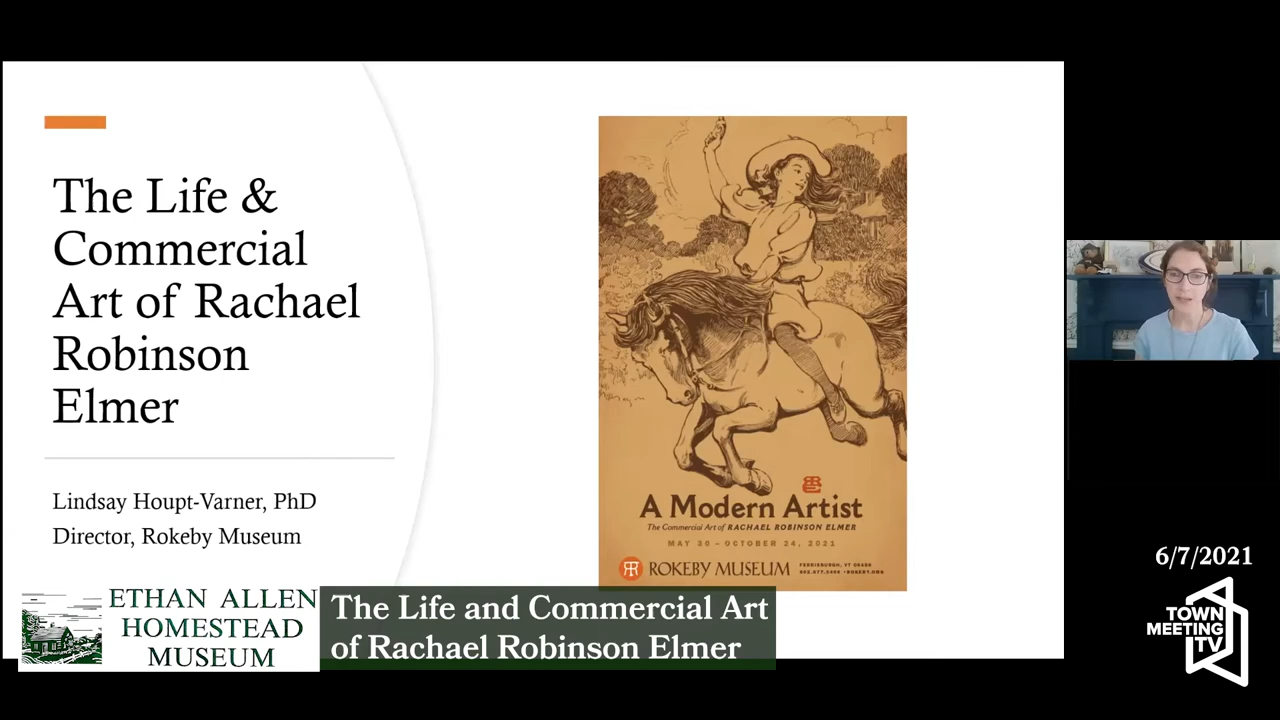 The Life &
Commercial
Art of Rachael
Robinson
Elmer
Lindsay Houpt-Varner, PhD
Director, Rokeby Museum
A Modern Artist
The Commercial Art of RACHAEL ROBINSON ELMER
MAY 30 – OCTOBER 24, 2021
ROKEBY MUSEUM
FERRISBURGH, VT
ROKEBY.ORG
ETHAN ALLEN
HOMESTEAD
MUSEUM
The Life and Commercial Art
of Rachael Robinson Elmer
6/7/2021
TOWN
MEETING
TV